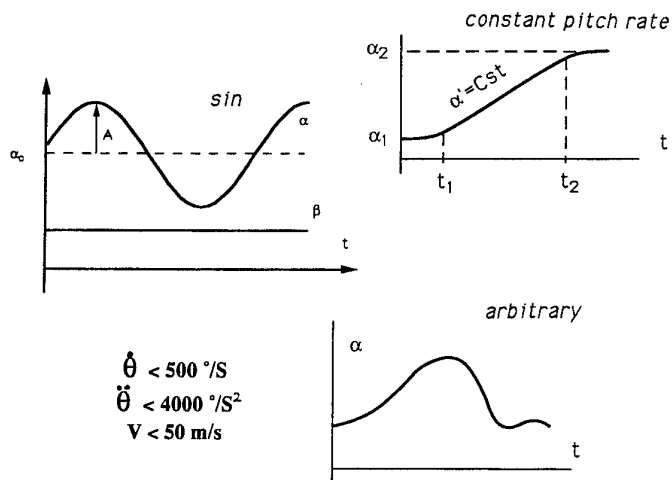 constant pitch rate
α₂
α'=Cst
α₁
t
t₁
t₂
sin
α
A
α₀
β
t
arbitrary
α
t
θ̇ < 500 °/S
θ̈ < 4000 °/S²
V < 50 m/s